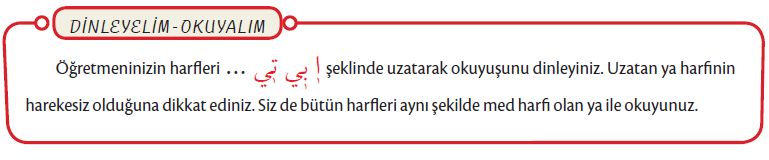 DİNLEYELİM-OKUYALIM
Öğretmeninizin harfleri ... اِ بِي تِي şeklinde uzatarak okuyuşunu dinleyiniz. Uzatan ya harfinin
harekesiz olduğuna dikkat ediniz. Siz de bütün harfleri aynı şekilde med harfi olan ya ile okuyunuz.